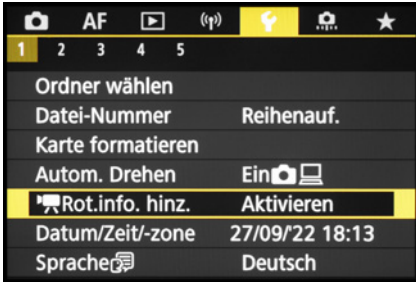 AF
1 2 3 4 5
Ordner wählen
Datei-Nummer Reihenauf.
Karte formatieren
Autom. Drehen Ein
Rot.info. hinz. Aktivieren
Datum/Zeit/-zone 27/09/'22 18:13
Sprache Deutsch